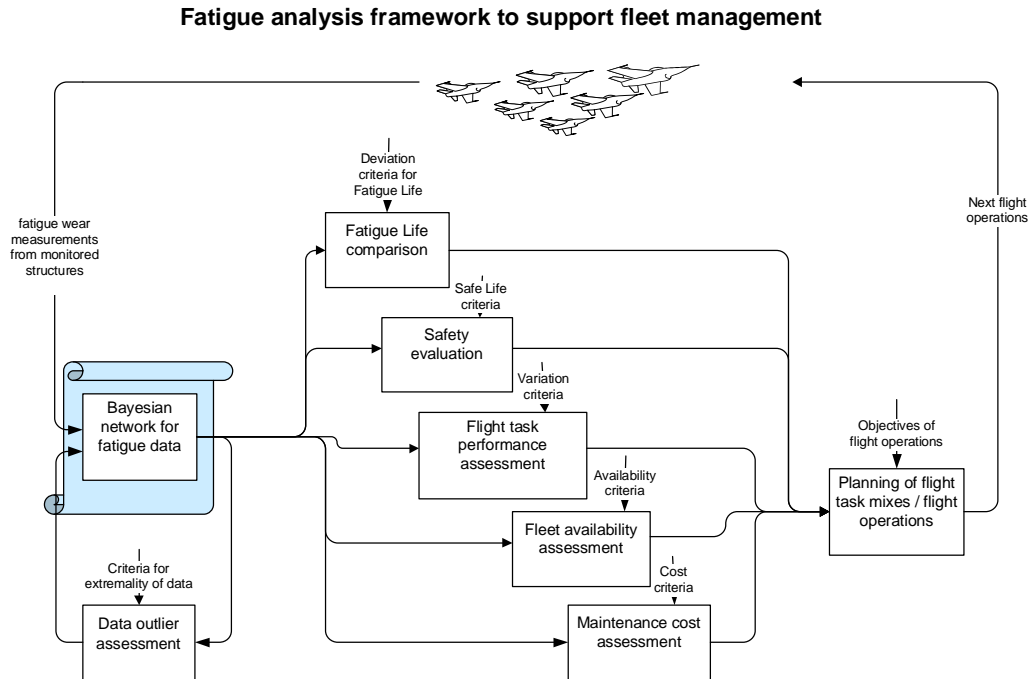 Fatigue analysis framework to support fleet management
Deviation
criteria for
Fatigue Life
Next flight
operations
fatigue wear
measurements
from monitored
structures
Fatigue Life
comparison
Safe Life
criteria
Safety
evaluation
Variation
criteria
Bayesian
network for
fatigue data
Flight task
performance
assessment
Objectives of
flight operations
Availability
criteria
Planning of flight
task mixes / flight
operations
Fleet availability
assessment
Criteria for
extremality of data
Cost
criteria
Data outlier
assessment
Maintenance cost
assessment